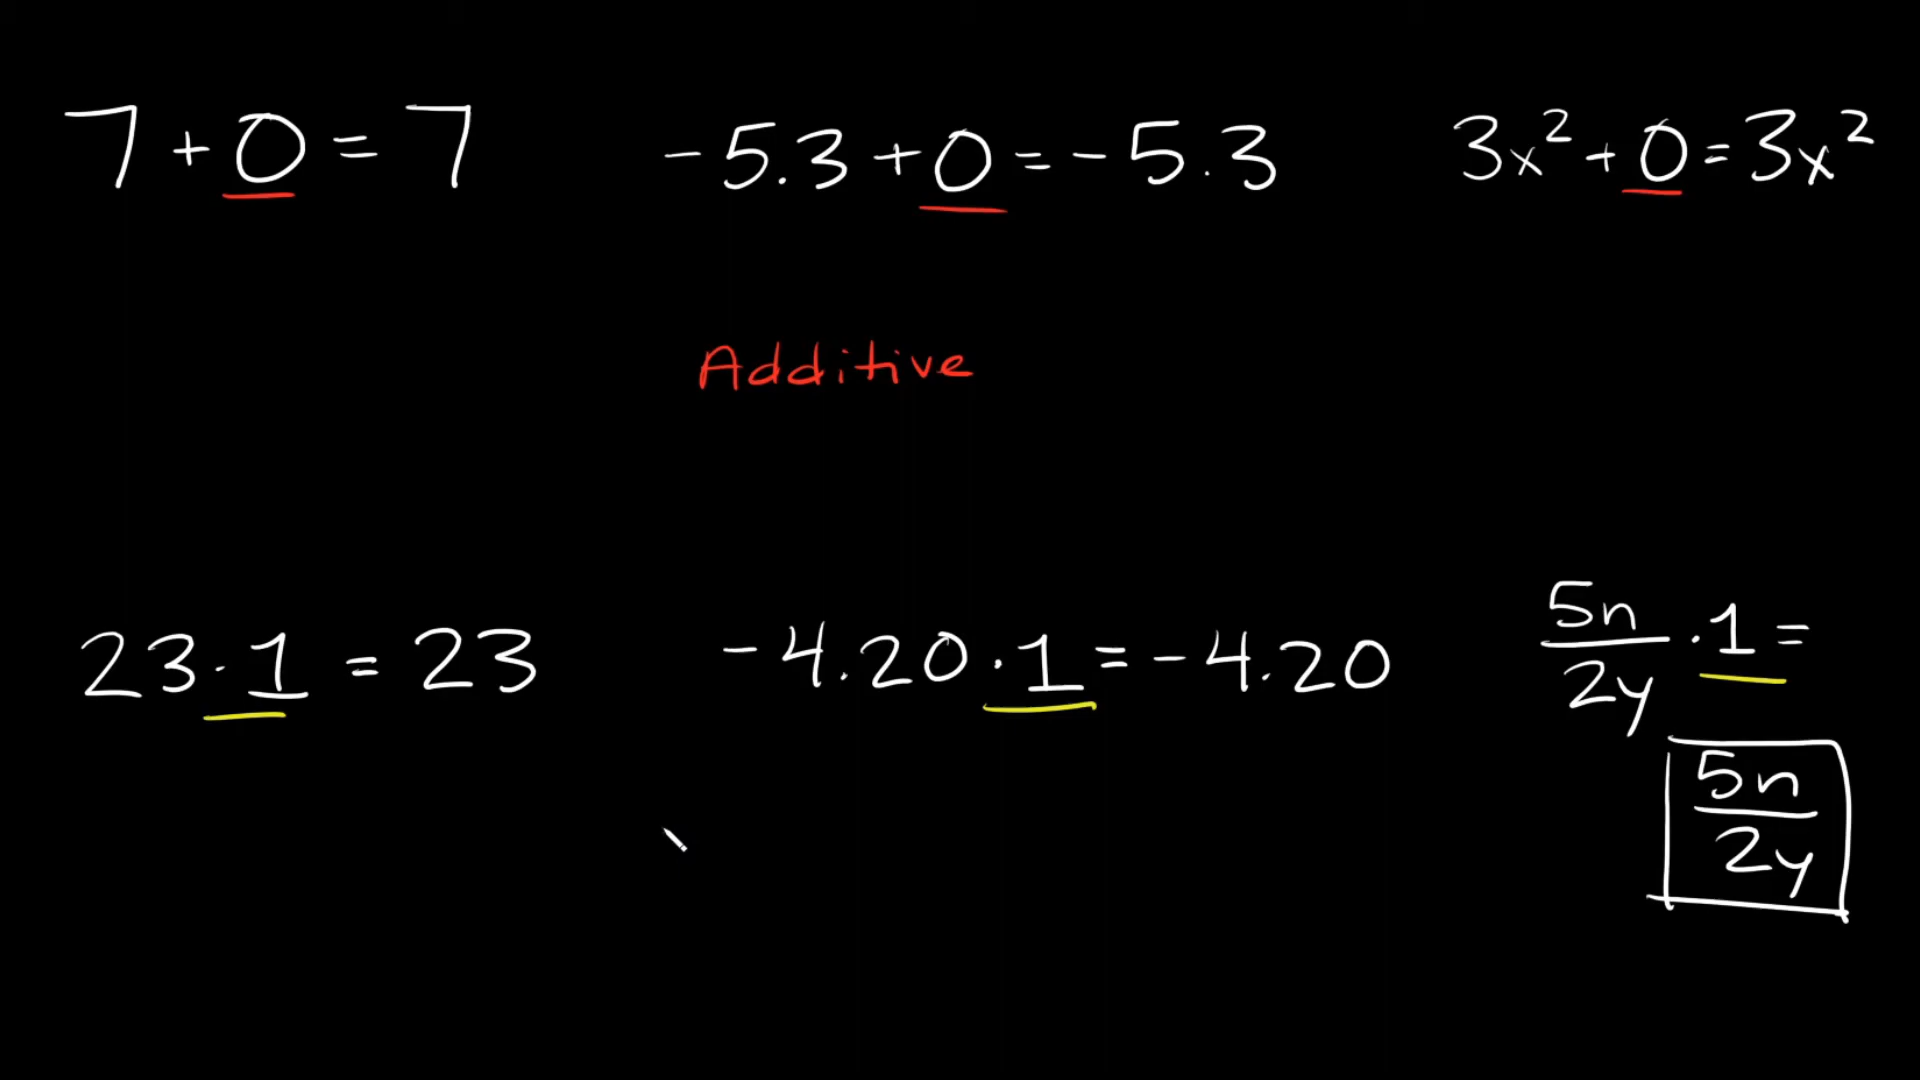 7 + 0 = 7
-5.3 + 0 = -5.3
3x² + 0 = 3x²
Additive
23 · 1 = 23
-4.20 · 1 = -4.20
5n/2y · 1 =
5n/2y